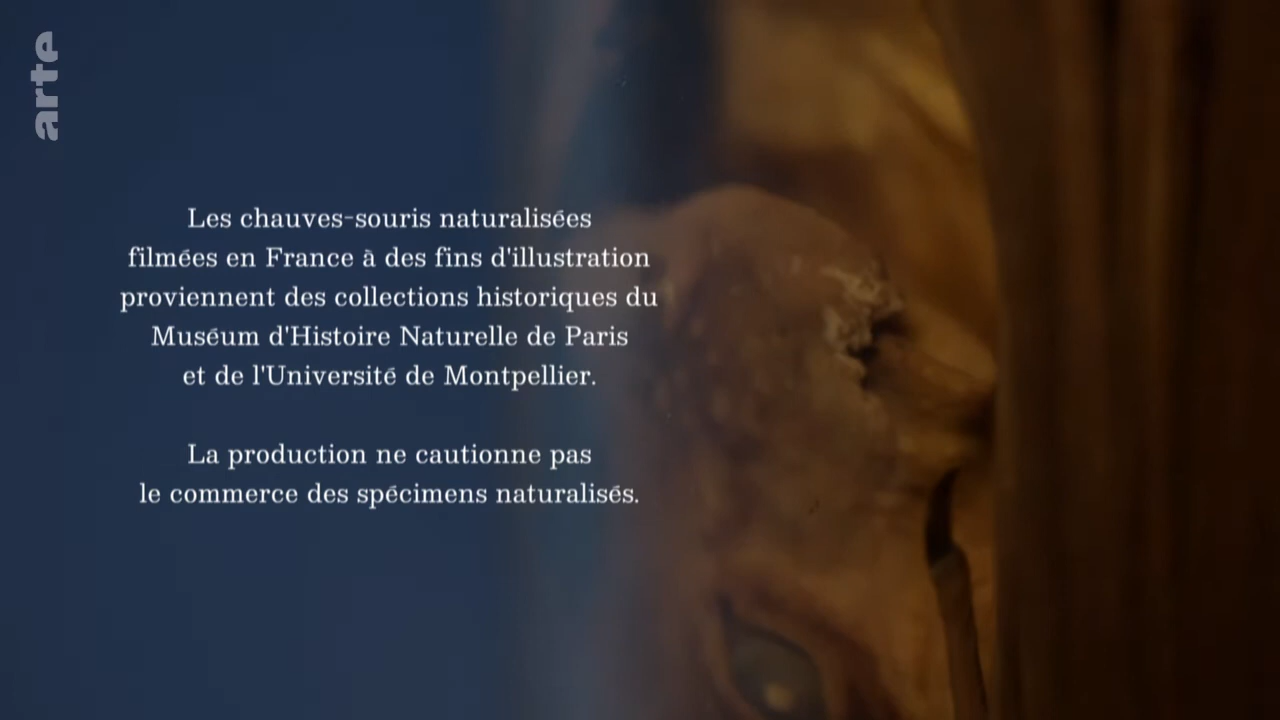 arte
Les chauves-souris naturalisées
filmées en France à des fins d'illustration
proviennent des collections historiques du
Muséum d'Histoire Naturelle de Paris
et de l'Université de Montpellier.
La production ne cautionne pas
le commerce des spécimens naturalisés.